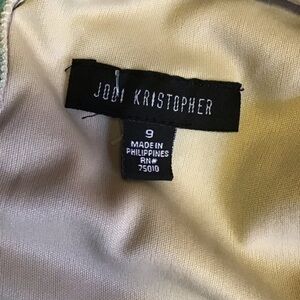 JODI KRISTOPHER
9
MADE IN
PHILIPPINES
RN#
75010